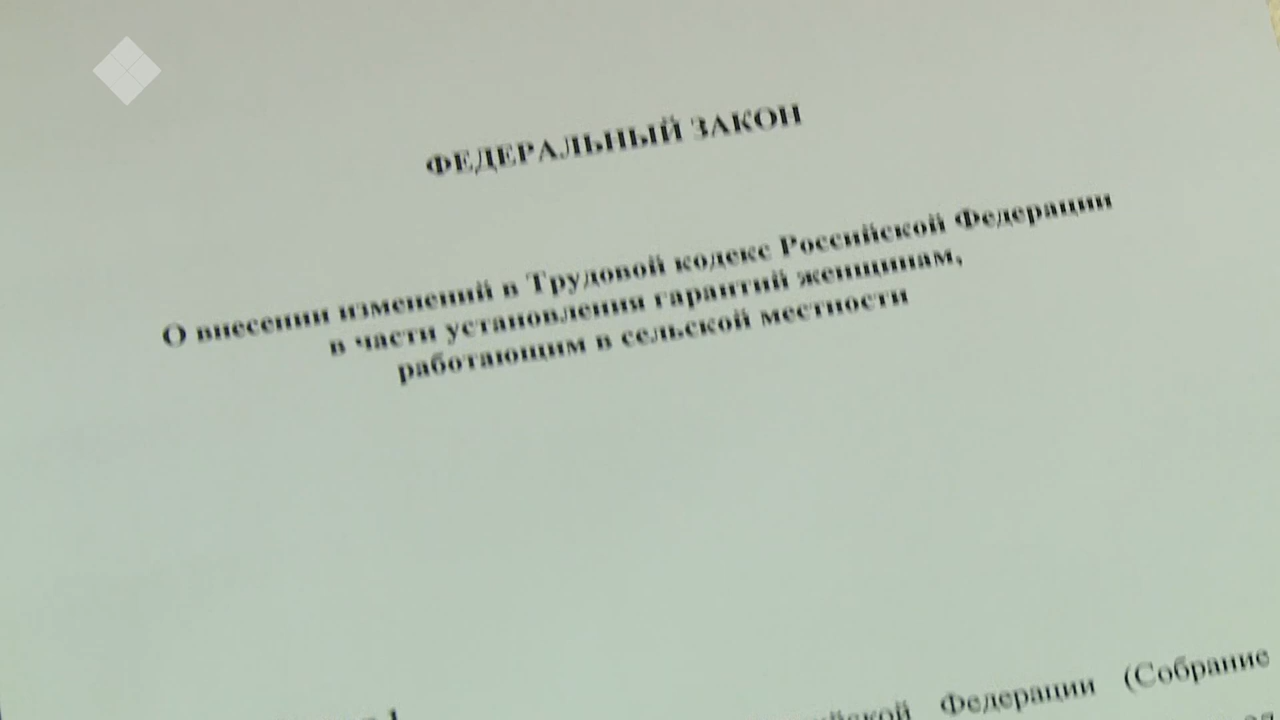 ФЕДЕРАЛЬНЫЙ ЗАКОН
О внесении изменений в Трудовой кодекс Российской Федерации
в части установления гарантий женщинам,
работающим в сельской местности
Федерации (Собрание